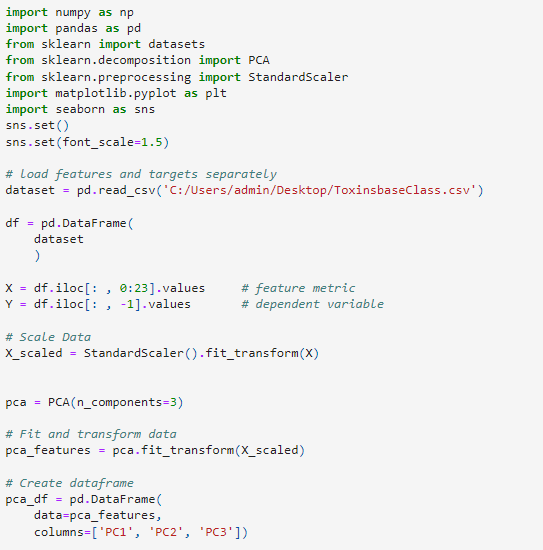 import numpy as np
import pandas as pd
from sklearn import datasets
from sklearn.decomposition import PCA
from sklearn.preprocessing import StandardScaler
import matplotlib.pyplot as plt
import seaborn as sns
sns.set()
sns.set(font_scale=1.5)

# load features and targets separately
dataset = pd.read_csv('C:/Users/admin/Desktop/ToxinsbaseClass.csv')

df = pd.DataFrame(
    dataset
    )

X = df.iloc[: , 0:23].values     # feature metric
Y = df.iloc[: , -1].values       # dependent variable

# Scale Data
X_scaled = StandardScaler().fit_transform(X)


pca = PCA(n_components=3)

# Fit and transform data
pca_features = pca.fit_transform(X_scaled)

# Create dataframe
pca_df = pd.DataFrame(
    data=pca_features,
    columns=['PC1', 'PC2', 'PC3'])